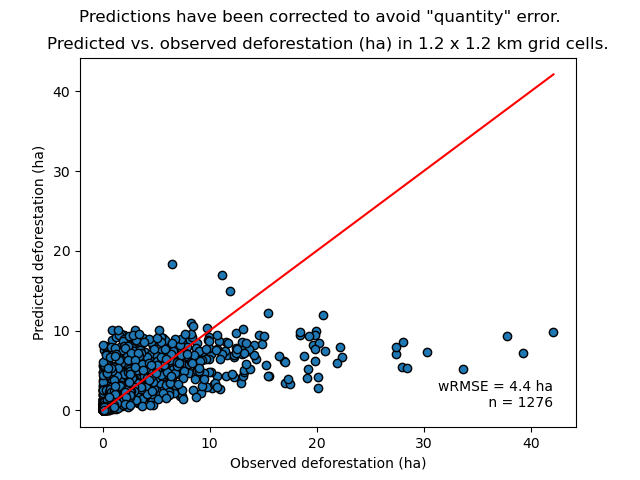 Predictions have been corrected to avoid "quantity" error.
Predicted vs. observed deforestation (ha) in 1.2 x 1.2 km grid cells.
Predicted deforestation (ha)
40
30
20
10
0
wRMSE = 4.4 ha
n = 1276
0 10 20 30 40
Observed deforestation (ha)